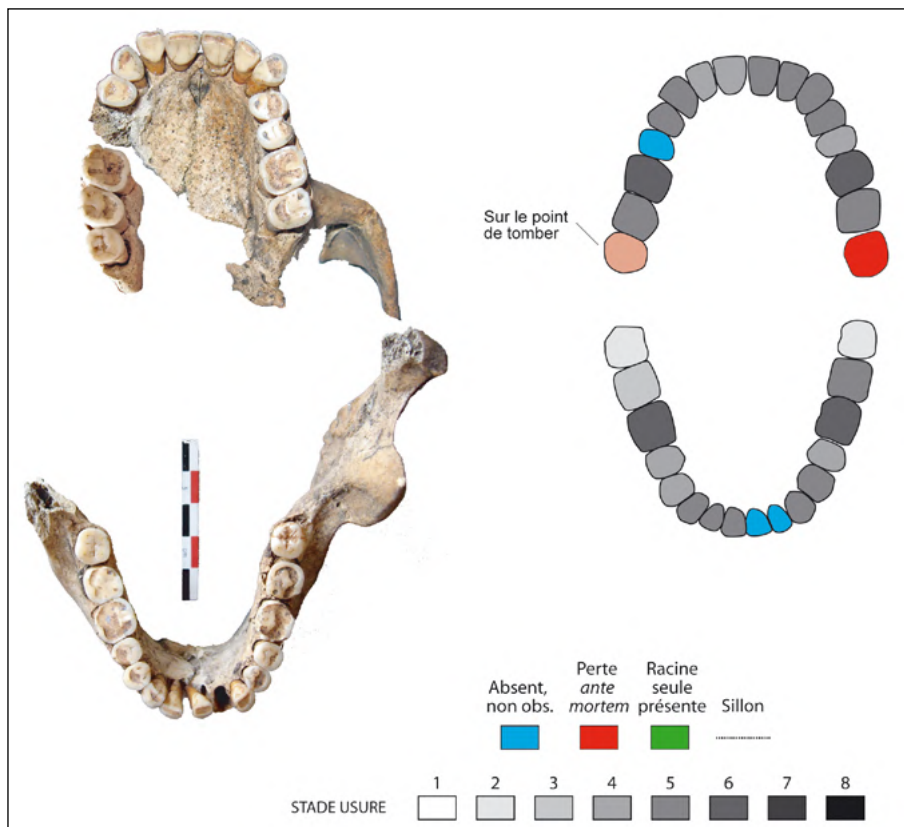 Sur le point
de tomber
Absent,
non obs.
Perte
ante
mortem
Racine
seule
présente
Sillon
1 2 3 4 5 6 7 8
STADE USURE